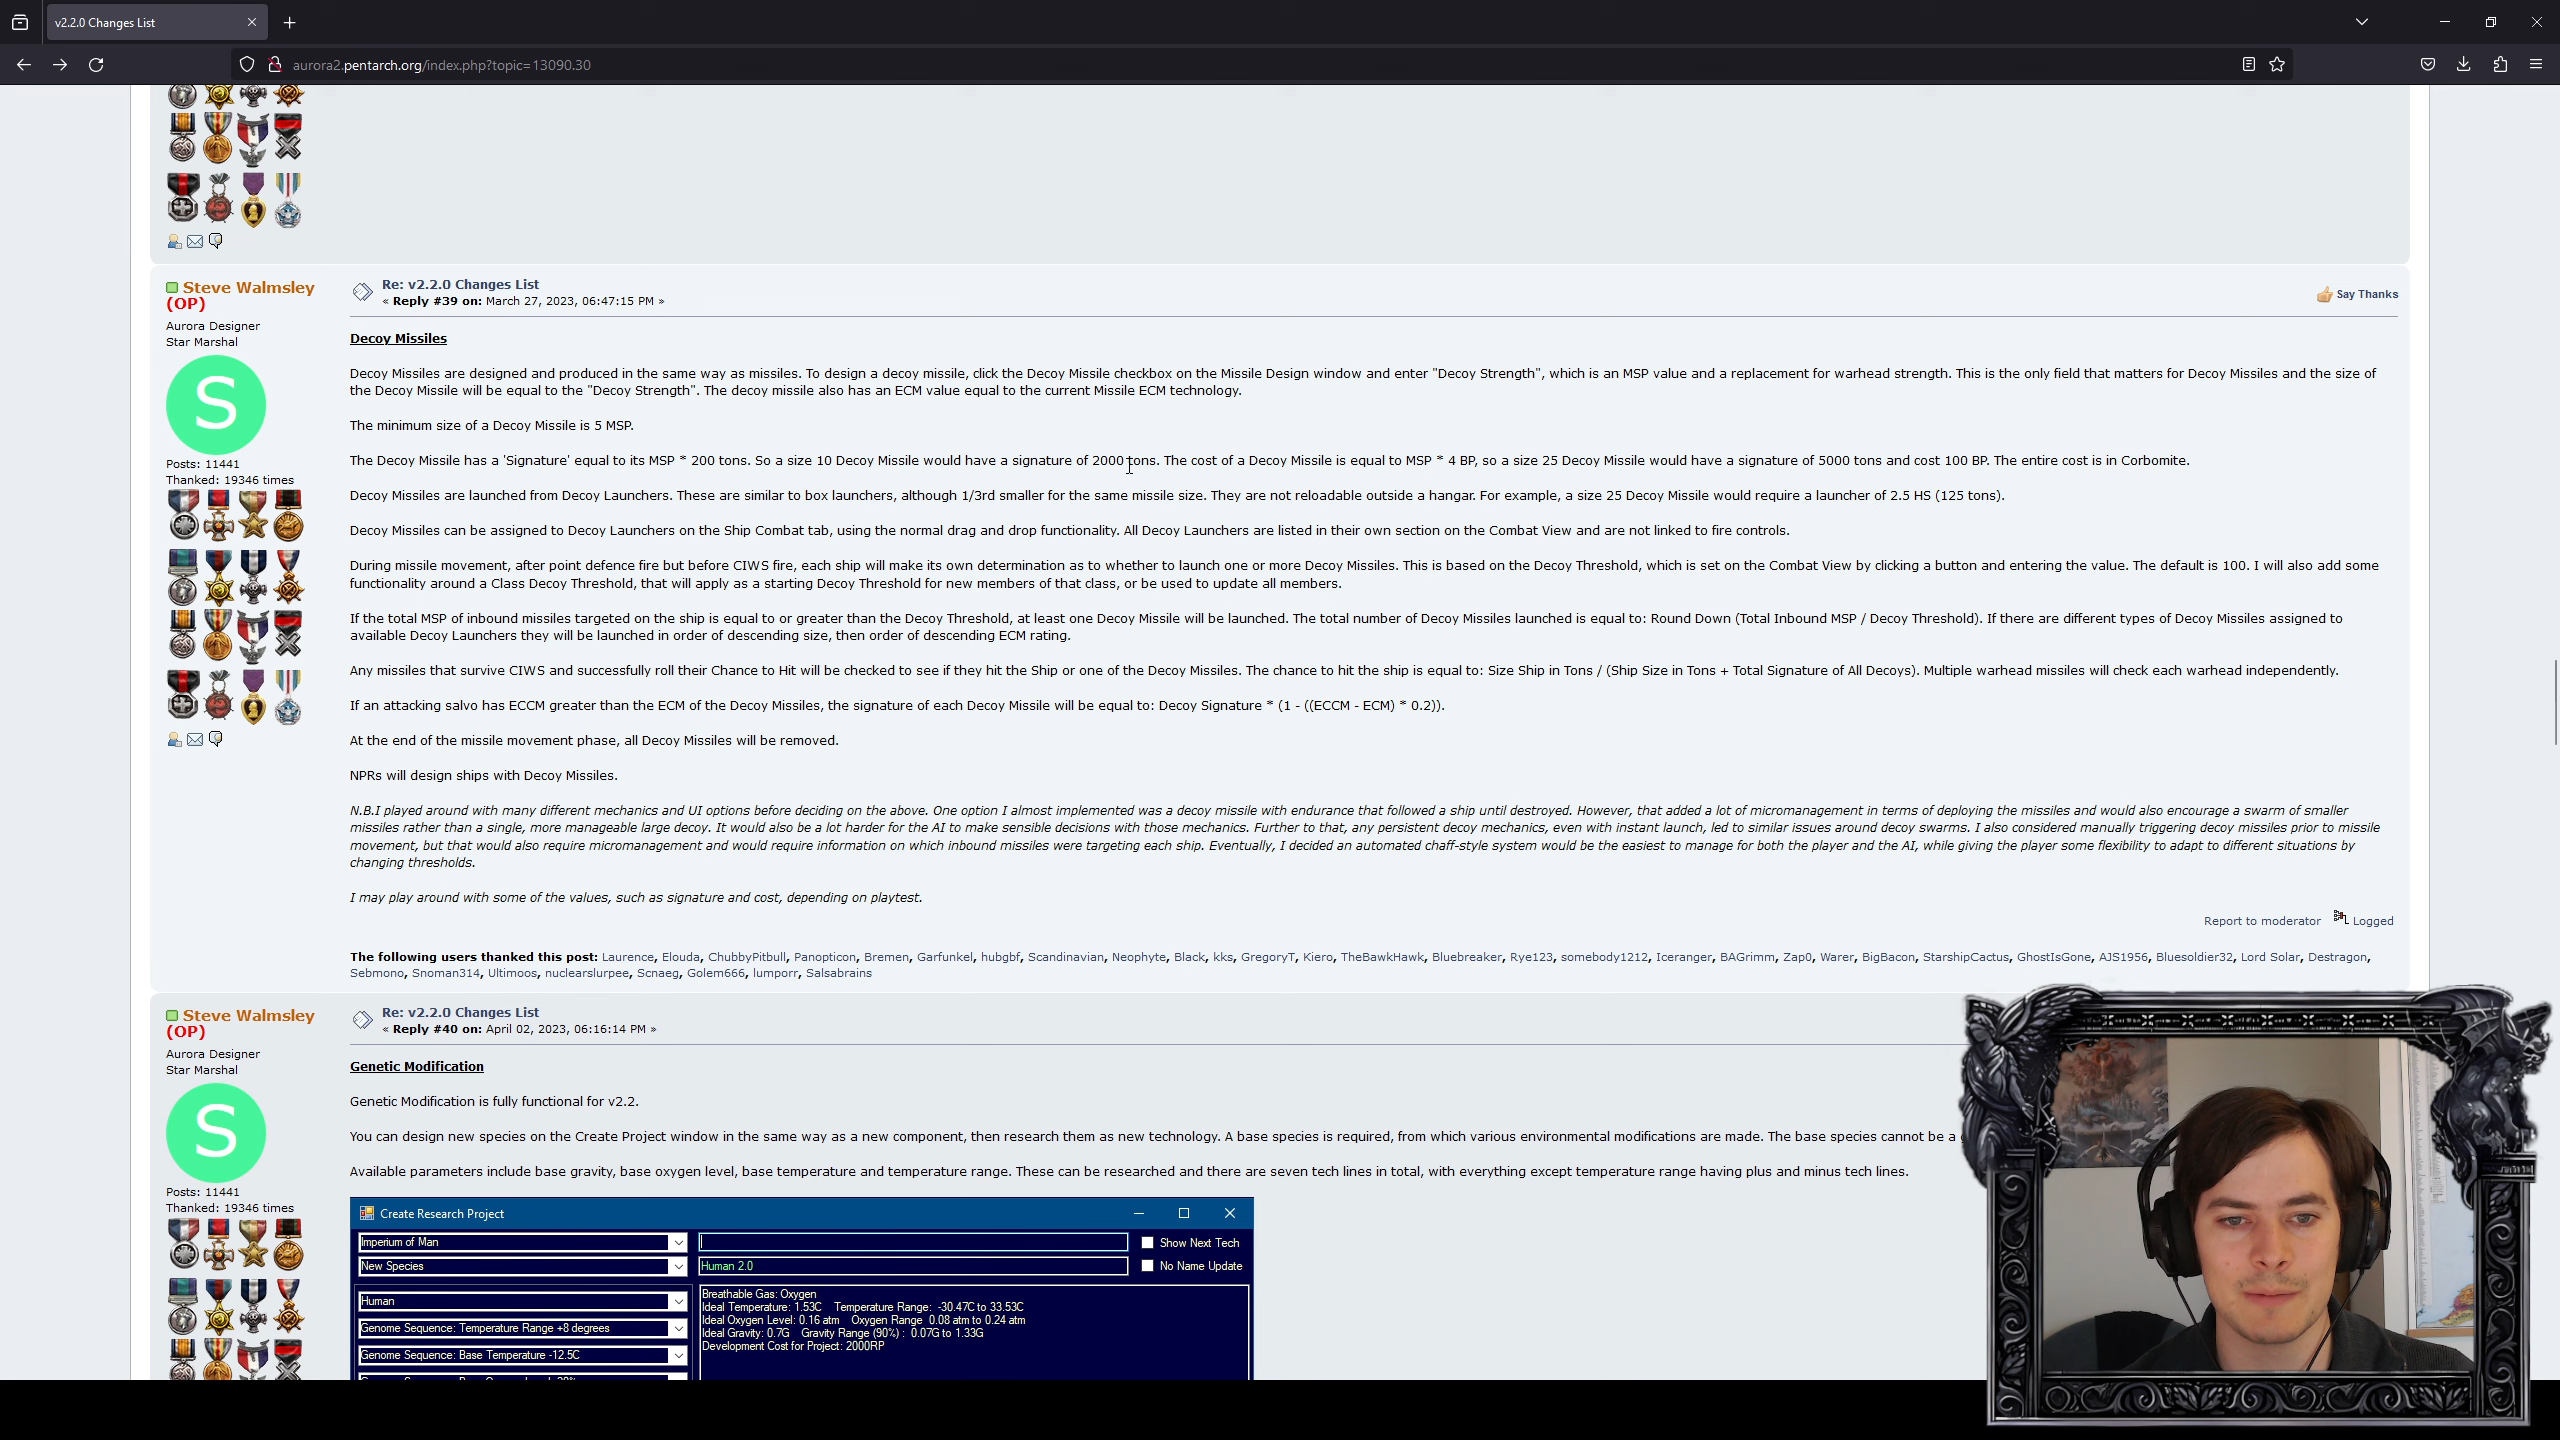 v2.2.0 Changes List
aurora2.pentarch.org/index.php?topic=13090.30
Steve Walmsley
(OP)
Aurora Designer
Star Marshal
S
Posts: 11441
Thanked: 19346 times
Re: v2.2.0 Changes List
« Reply #39 on: March 27, 2023, 06:47:15 PM »
Say Thanks
Decoy Missiles
Decoy Missiles are designed and produced in the same way as missiles. To design a decoy missile, click the Decoy Missile checkbox on the Missile Design window and enter "Decoy Strength", which is an MSP value and a replacement for warhead strength. This is the only field that matters for Decoy Missiles and the size of
the Decoy Missile will be equal to the "Decoy Strength". The decoy missile also has an ECM value equal to the current Missile ECM technology.
The minimum size of a Decoy Missile is 5 MSP.
The Decoy Missile has a 'Signature' equal to its MSP * 200 tons. So a size 10 Decoy Missile would have a signature of 2000 tons. The cost of a Decoy Missile is equal to MSP * 4 BP, so a size 25 Decoy Missile would have a signature of 5000 tons and cost 100 BP. The entire cost is in Corbomite.
Decoy Missiles are launched from Decoy Launchers. These are similar to box launchers, although 1/3rd smaller for the same missile size. They are not reloadable outside a hangar. For example, a size 25 Decoy Missile would require a launcher of 2.5 HS (125 tons).
Decoy Missiles can be assigned to Decoy Launchers on the Ship Combat tab, using the normal drag and drop functionality. All Decoy Launchers are listed in their own section on the Combat View and are not linked to fire controls.
During missile movement, after point defence fire but before CIWS fire, each ship will make its own determination as to whether to launch one or more Decoy Missiles. This is based on the Decoy Threshold, which is set on the Combat View by clicking a button and entering the value. The default is 100. I will also add some
functionality around a Class Decoy Threshold, that will apply as a starting Decoy Threshold for new members of that class, or be used to update all members.
If the total MSP of inbound missiles targeted on the ship is equal to or greater than the Decoy Threshold, at least one Decoy Missile will be launched. The total number of Decoy Missiles launched is equal to: Round Down (Total Inbound MSP / Decoy Threshold). If there are different types of Decoy Missiles assigned to
available Decoy Launchers they will be launched in order of descending size, then order of descending ECM rating.
Any missiles that survive CIWS and successfully roll their Chance to Hit will be checked to see if they hit the Ship or one of the Decoy Missiles. The chance to hit the ship is equal to: Size Ship in Tons / (Ship Size in Tons + Total Signature of All Decoys). Multiple warhead missiles will check each warhead independently.
If an attacking salvo has ECCM greater than the ECM of the Decoy Missiles, the signature of each Decoy Missile will be equal to: Decoy Signature * (1 - ((ECCM - ECM) * 0.2)).
At the end of the missile movement phase, all Decoy Missiles will be removed.
NPRs will design ships with Decoy Missiles.
N.B.I played around with many different mechanics and UI options before deciding on the above. One option I almost implemented was a decoy missile with endurance that followed a ship until destroyed. However, that added a lot of micromanagement in terms of deploying the missiles and would also encourage a swarm of smaller
missiles rather than a single, more manageable large decoy. It would also be a lot harder for the AI to make sensible decisions with those mechanics. Further to that, any persistent decoy mechanics, even with instant launch, led to similar issues around decoy swarms. I also considered manually triggering decoy missiles prior to missile
movement, but that would also require micromanagement and would require information on which inbound missiles were targeting each ship. Eventually, I decided an automated chaff-style system would be the easiest to manage for both the player and the AI, while giving the player some flexibility to adapt to different situations by
changing thresholds.
I may play around with some of the values, such as signature and cost, depending on playtest.
Report to moderator Logged
The following users thanked this post: Laurence, Elouda, ChubbyPitbull, Panopticon, Bremen, Garfunkel, hubgbf, Scandinavian, Neophyte, Black, kks, GregoryT, Kiero, TheBawkHawk, Bluebreaker, Rye123, somebody1212, Iceranger, BAGrimm, Zap0, Warer, BigBacon, StarshipCactus, GhostIsGone, AJS1956, Bluesoldier32, Lord Solar, Destragon,
Sebmono, Snoman314, Ultimoos, nuclearslurpee, Scnaeg, Golem666, lumporr, Salsabrains
Steve Walmsley
(OP)
Aurora Designer
Star Marshal
S
Posts: 11441
Thanked: 19346 times
Re: v2.2.0 Changes List
« Reply #40 on: April 02, 2023, 06:16:14 PM »
Genetic Modification
Genetic Modification is fully functional for v2.2.
You can design new species on the Create Project window in the same way as a new component, then research them as new technology. A base species is required, from which various environmental modifications are made. The base species cannot be a
Available parameters include base gravity, base oxygen level, base temperature and temperature range. These can be researched and there are seven tech lines in total, with everything except temperature range having plus and minus tech lines.
Create Research Project
Imperium of Man
Show Next Tech
New Species
Human 2.0
No Name Update
Human
Genome Sequence: Temperature Range +8 degrees
Genome Sequence: Base Temperature -12.5C
Breathable Gas: Oxygen
Ideal Temperature: 1.53C Temperature Range: -30.47C to 33.53C
Ideal Oxygen Level: 0.16 atm Oxygen Range 0.08 atm to 0.24 atm
Ideal Gravity: 0.7G Gravity Range (90%) : 0.07G to 1.33G
Development Cost for Project: 2000RP